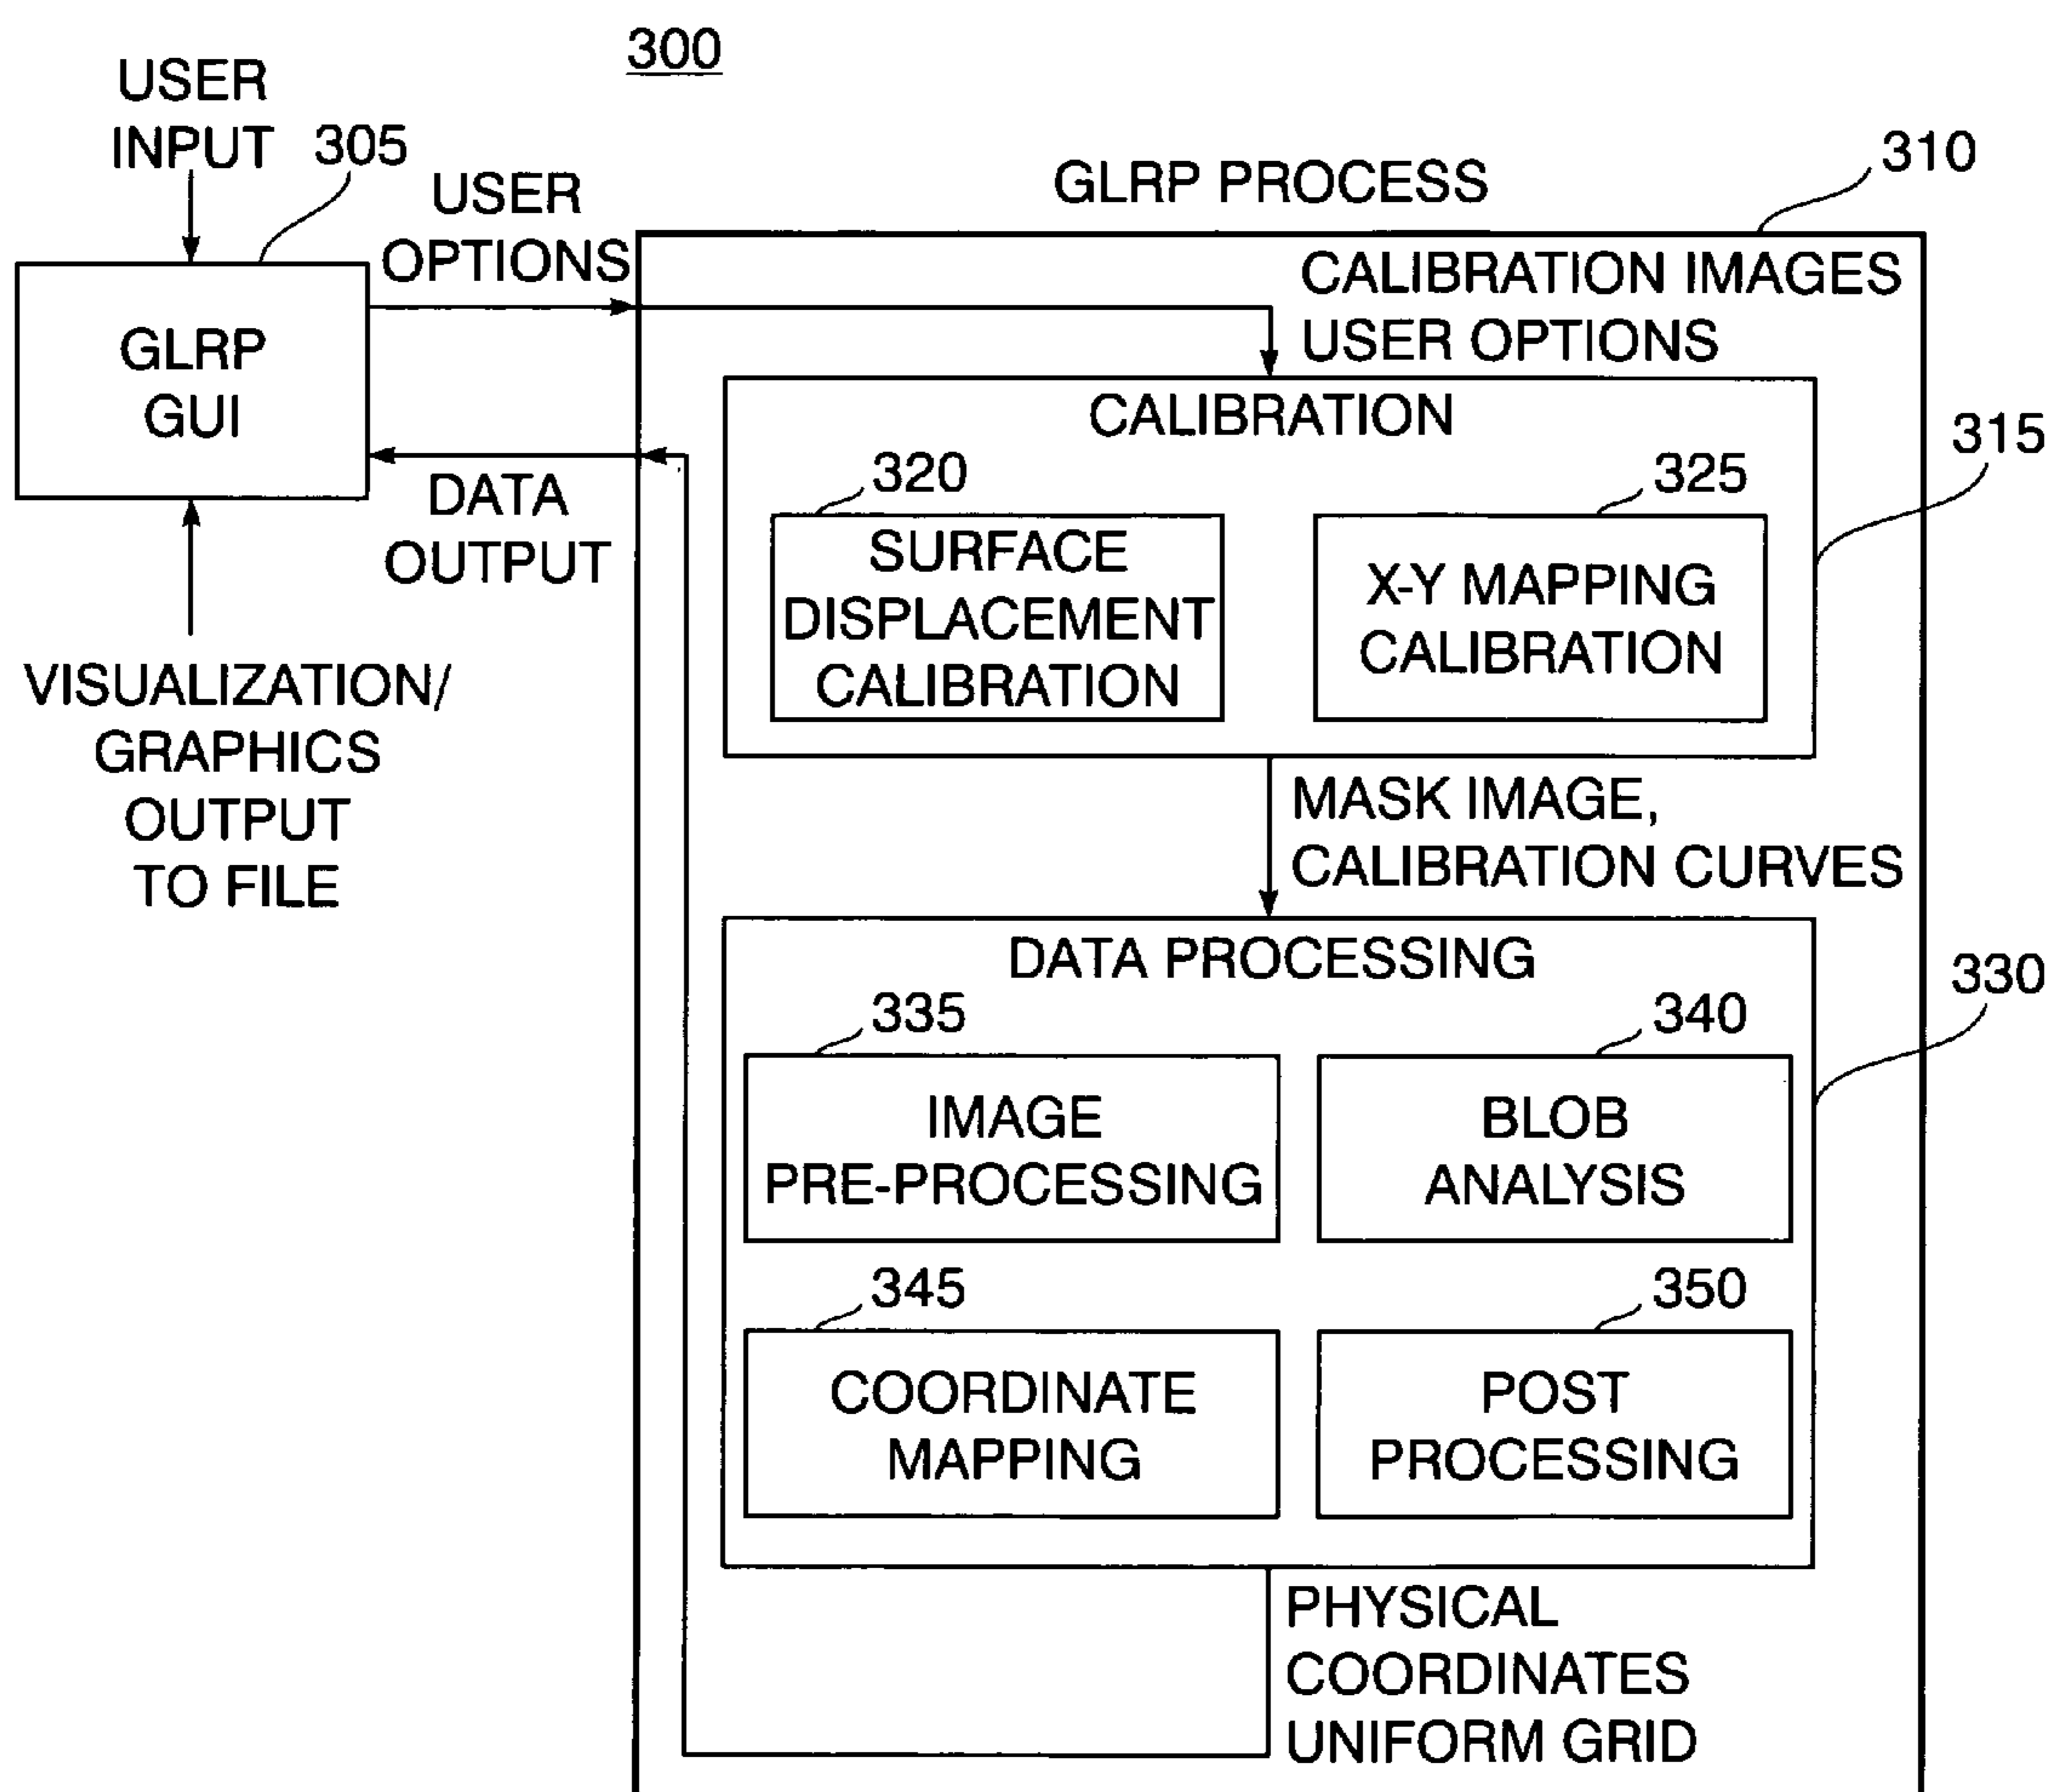 300
USER
INPUT
305
USER
OPTIONS
GLRP PROCESS
310
GLRP
GUI
CALIBRATION IMAGES
USER OPTIONS
DATA
OUTPUT
VISUALIZATION/
GRAPHICS
OUTPUT
TO FILE
CALIBRATION
315
320
SURFACE
DISPLACEMENT
CALIBRATION
325
X-Y MAPPING
CALIBRATION
MASK IMAGE,
CALIBRATION CURVES
DATA PROCESSING
330
335
IMAGE
PRE-PROCESSING
340
BLOB
ANALYSIS
345
COORDINATE
MAPPING
350
POST
PROCESSING
PHYSICAL
COORDINATES
UNIFORM GRID